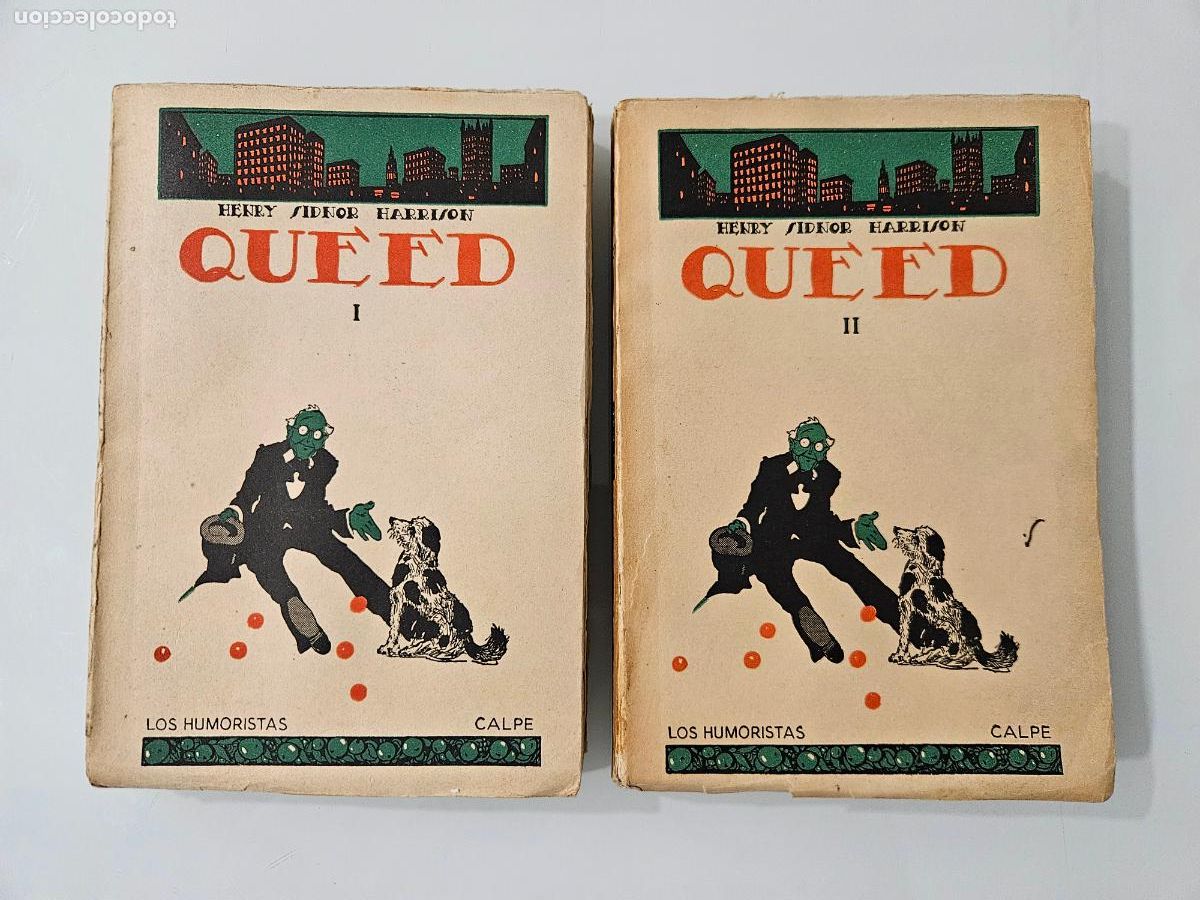 todocoleccion
HENRY SIDNOR HARRISON
QUEED
I
LOS HUMORISTAS CALPE
HENRY SIDNOR HARRISON
QUEED
II
LOS HUMORISTAS CALPE